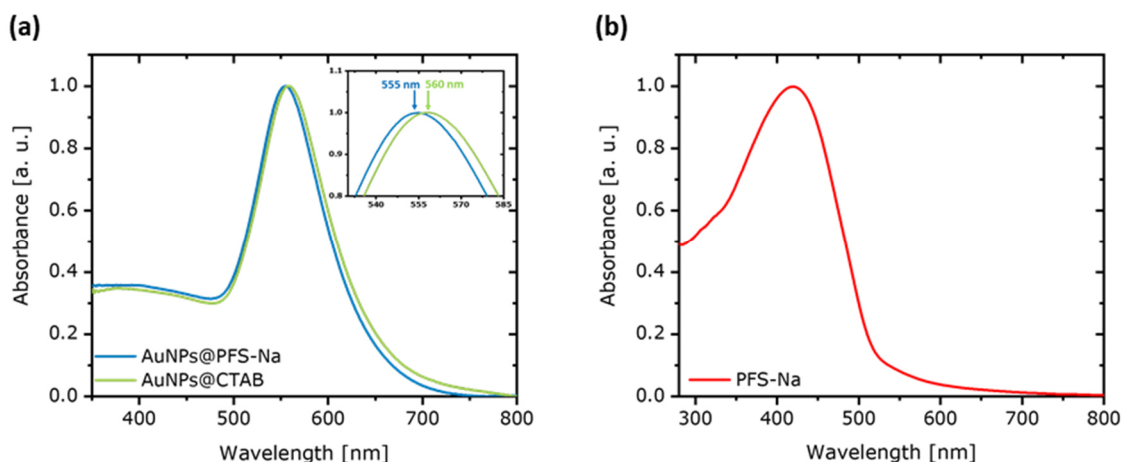 (a)
Absorbance [a. u.]
1.0
0.8
0.6
0.4
0.2
0.0
400 500 600 700 800
Wavelength [nm]
AuNPs@PFS-Na
AuNPs@CTAB
555 nm 560 nm
1.1
1.0
0.9
0.8
540 555 570 585
(b)
Absorbance [a. u.]
1.0
0.8
0.6
0.4
0.2
0.0
300 400 500 600 700 800
Wavelength [nm]
PFS-Na